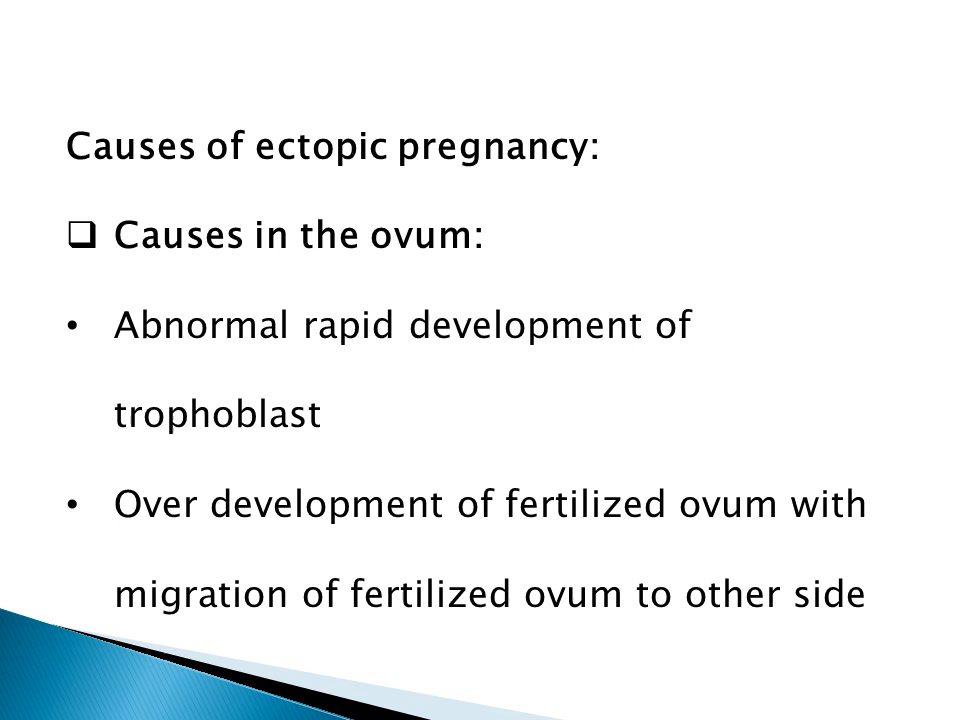 Causes of ectopic pregnancy:
❑ Causes in the ovum:
• Abnormal rapid development of
trophoblast
• Over development of fertilized ovum with
migration of fertilized ovum to other side